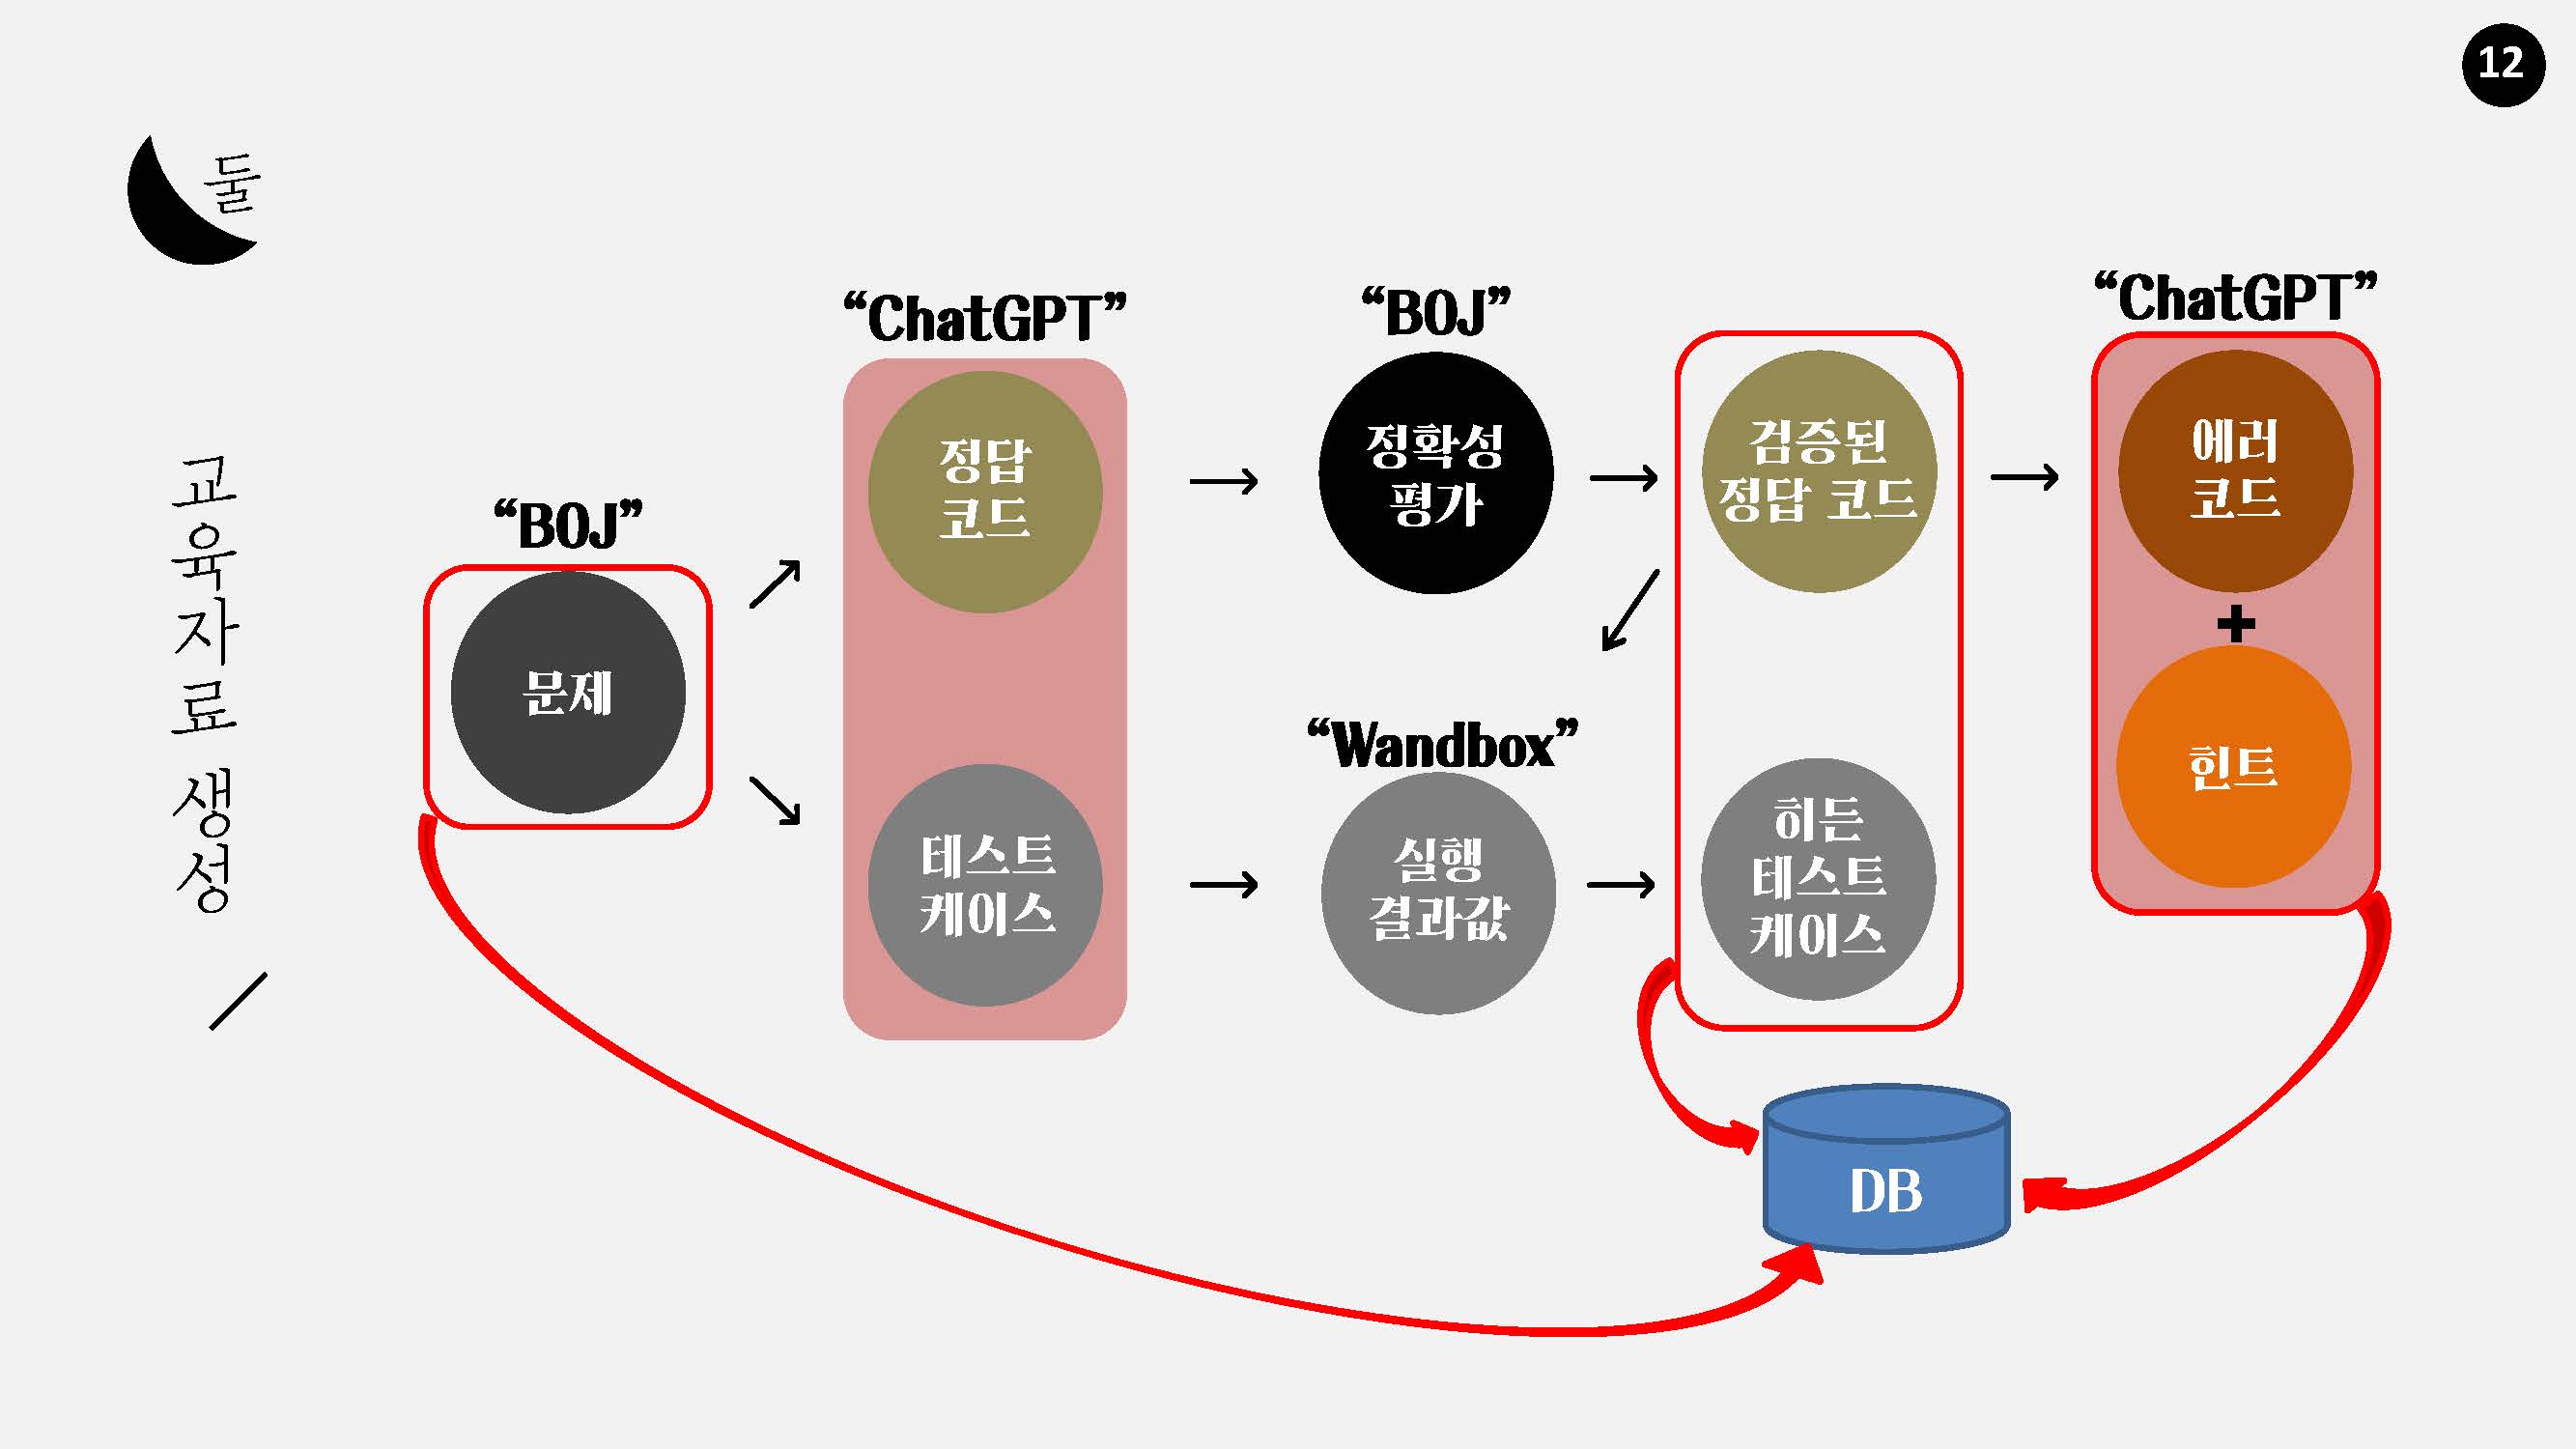 12
둘
교육자료 생성
“BOJ”
문제
“ChatGPT”
정답
코드
테스트
케이스
“BOJ”
정확성
평가
“Wandbox”
실행
결과값
검증된
정답 코드
히든
테스트
케이스
“ChatGPT”
에러
코드
+
힌트
DB